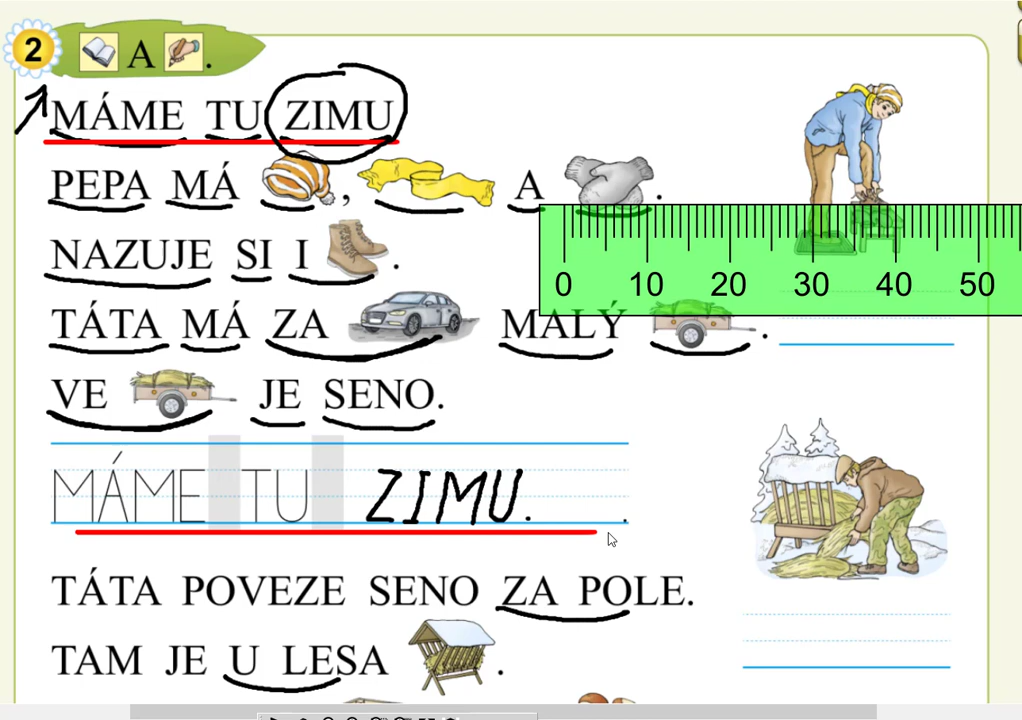 2 A .
MÁME TU ZIMU
PEPA MÁ , A .
NAZUJE SI I .
TÁTA MÁ ZA MALÝ .
0 10 20 30 40 50
VE JE SENO.
MÁME TU ZIMU. .
TÁTA POVEZE SENO ZA POLE.
TAM JE U LESA .